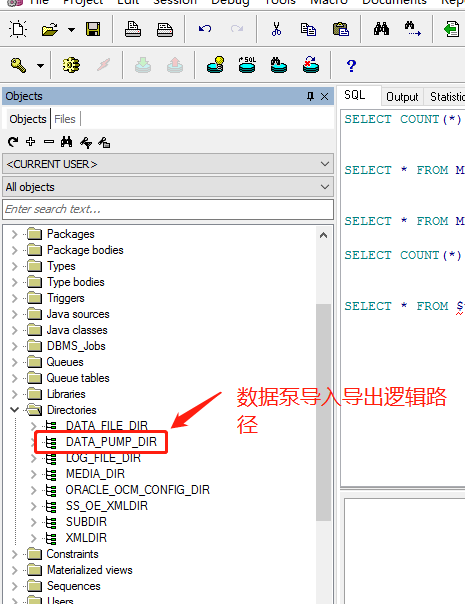 File Edit Session Debug Tools Macro Documents
Objects
Objects Files
<CURRENT USER>
All objects
Enter search text...
Packages
Package bodies
Types
Type bodies
Triggers
Java sources
Java classes
DBMS_Jobs
Queues
Queue tables
Libraries
Directories
DATA_FILE_DIR
DATA_PUMP_DIR
LOG_FILE_DIR
MEDIA_DIR
ORACLE_OCM_CONFIG_DIR
SS_OE_XMLDIR
SUBDIR
XMLDIR
Constraints
Materialized views
Sequences
Users
SQL Output Statistic
SELECT COUNT(*)
SELECT * FROM M
SELECT * FROM M
SELECT COUNT(*)
SELECT * FROM $
数据泵导入导出逻辑路
径